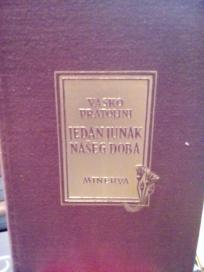 VASKO
PRATOLINI
JEDAN JUNAK
NAŠEG DOBA
MINERVA